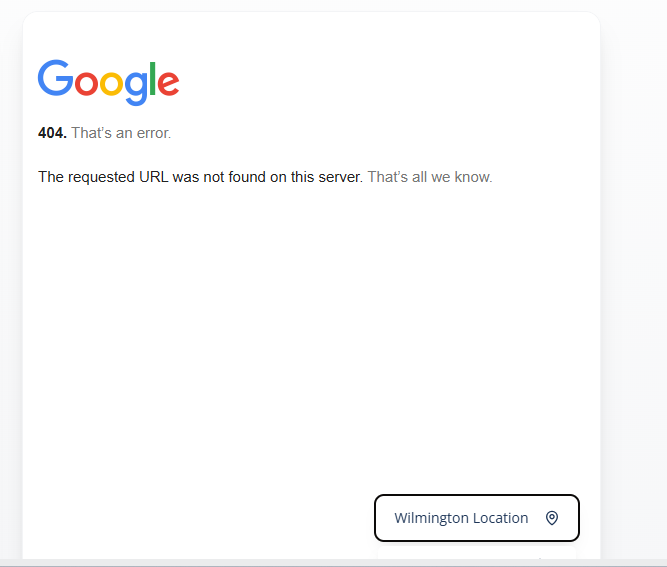 Google
404. That’s an error.
The requested URL was not found on this server. That’s all we know.
Wilmington Location